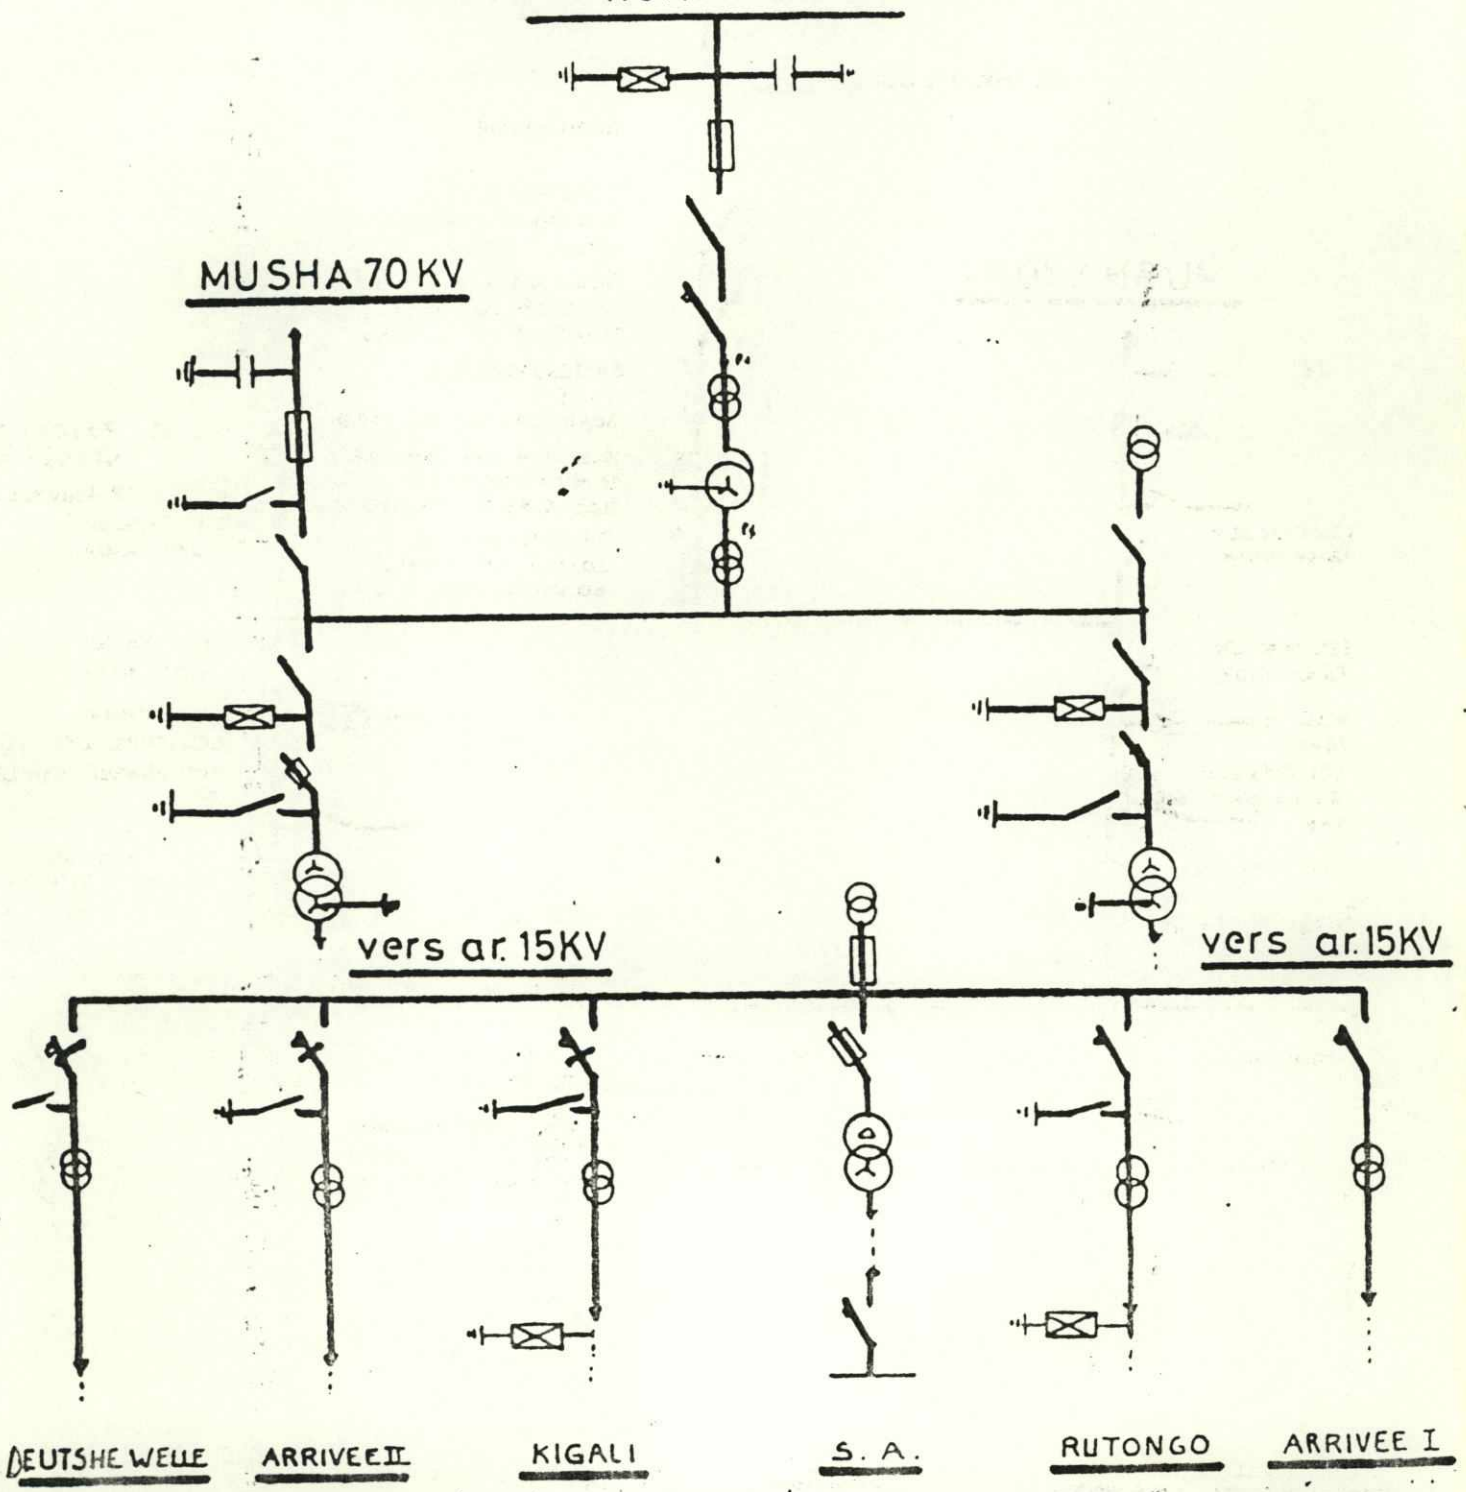 MUSHA 70 KV
vers ar. 15KV
vers ar. 15KV
DEUTSHE WELLE
ARRIVEE II
KIGALI
S. A.
RUTONGO
ARRIVEE I